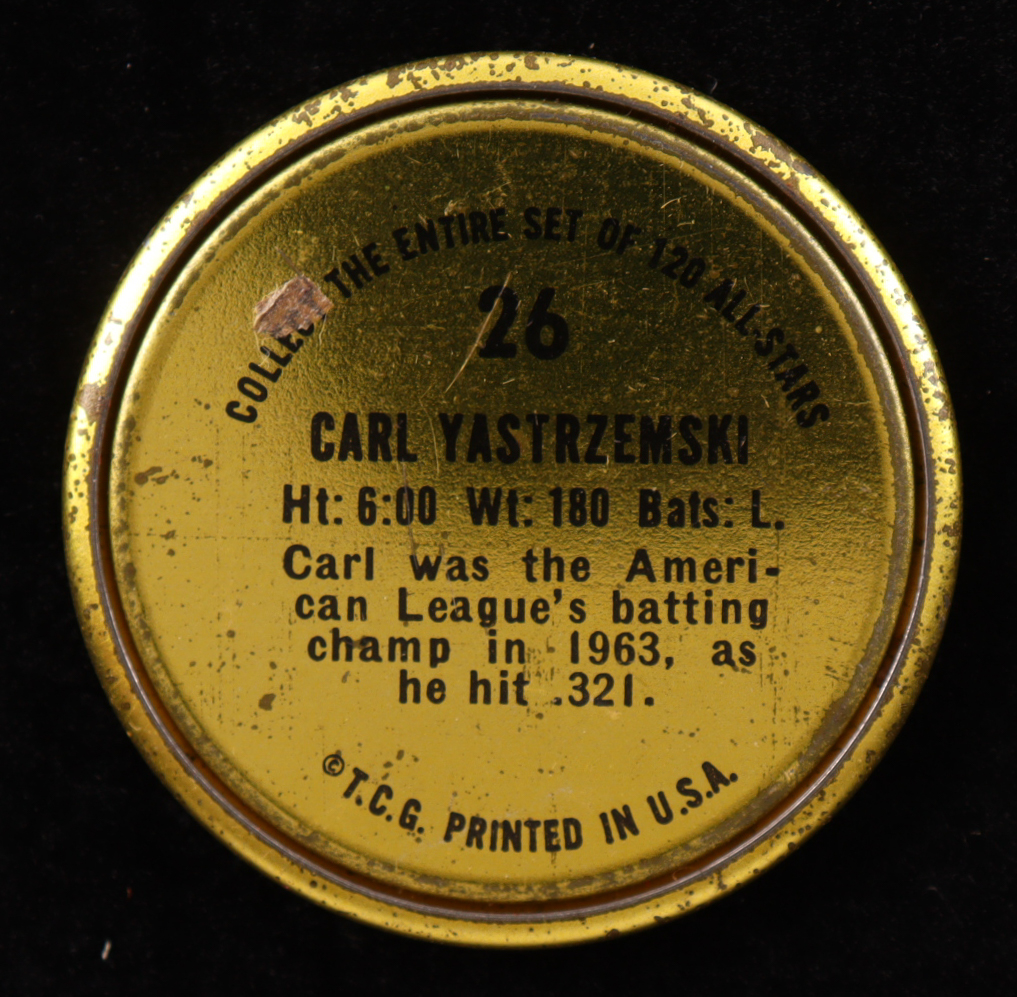 COLLECT THE ENTIRE SET OF 120 ALL-STARS
26
CARL YASTRZEMSKI
Ht: 6:00 Wt: 180 Bats: L.
Carl was the Ameri-
can League's batting
champ in 1963, as
he hit .321.
© T.C.G. PRINTED IN U.S.A.